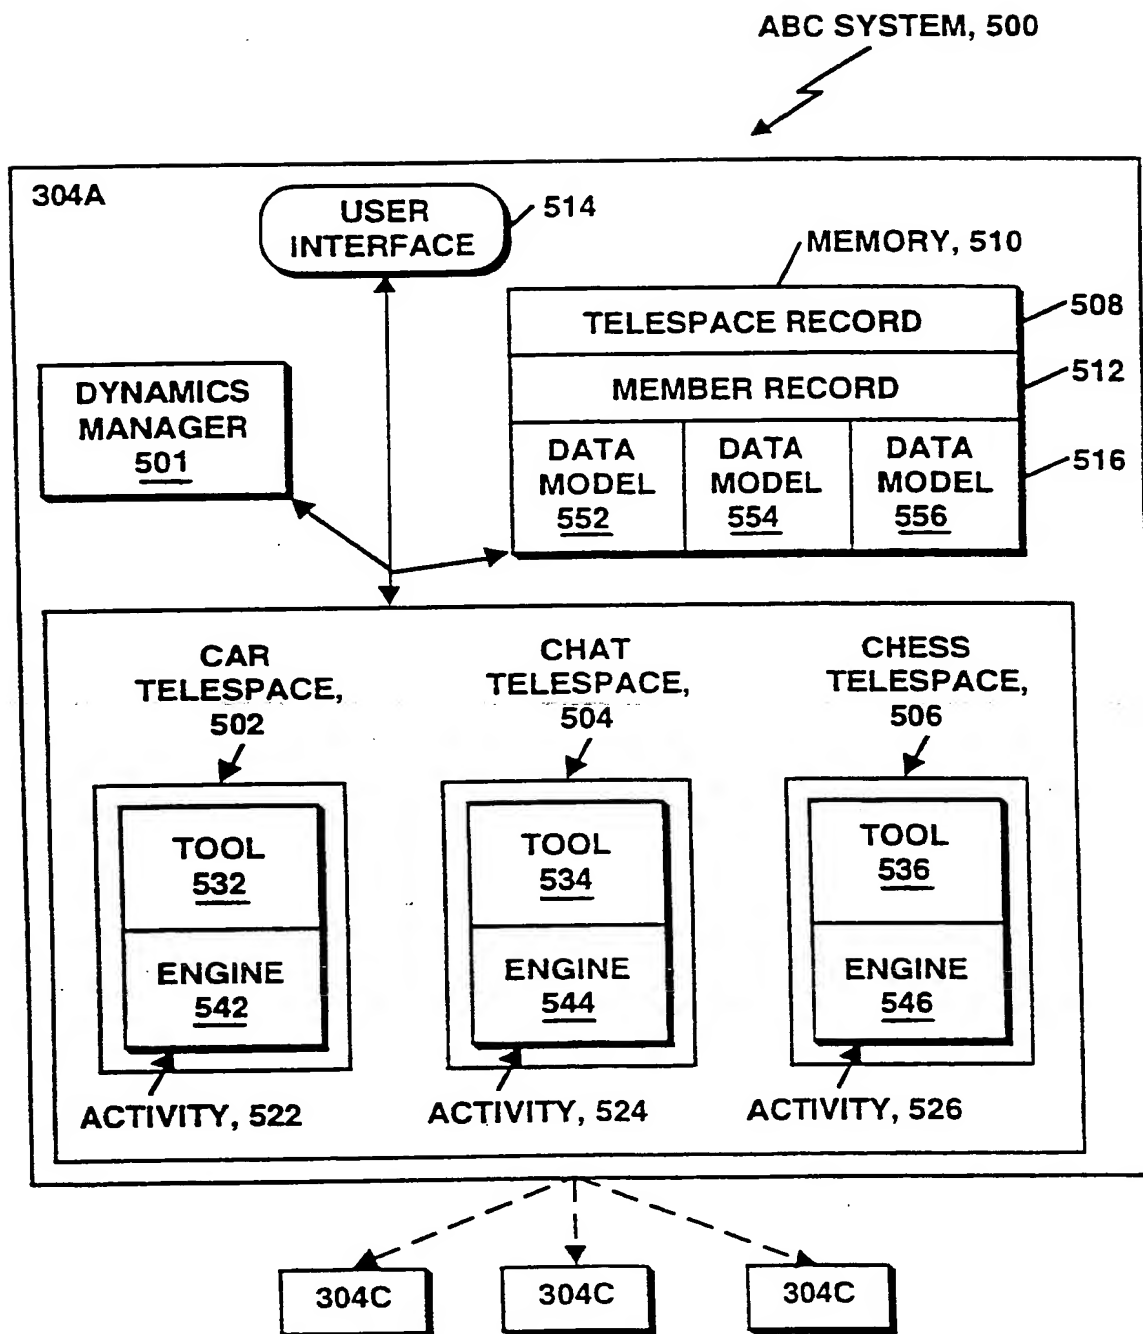 ABC SYSTEM, 500
304A
USER
INTERFACE
514
MEMORY, 510
TELESPACE RECORD
508
MEMBER RECORD
512
DYNAMICS
MANAGER
501
DATA
MODEL
552
DATA
MODEL
554
DATA
MODEL
556
516
CAR
TELESPACE,
502
CHAT
TELESPACE,
504
CHESS
TELESPACE,
506
TOOL
532
TOOL
534
TOOL
536
ENGINE
542
ENGINE
544
ENGINE
546
ACTIVITY, 522
ACTIVITY, 524
ACTIVITY, 526
304C
304C
304C